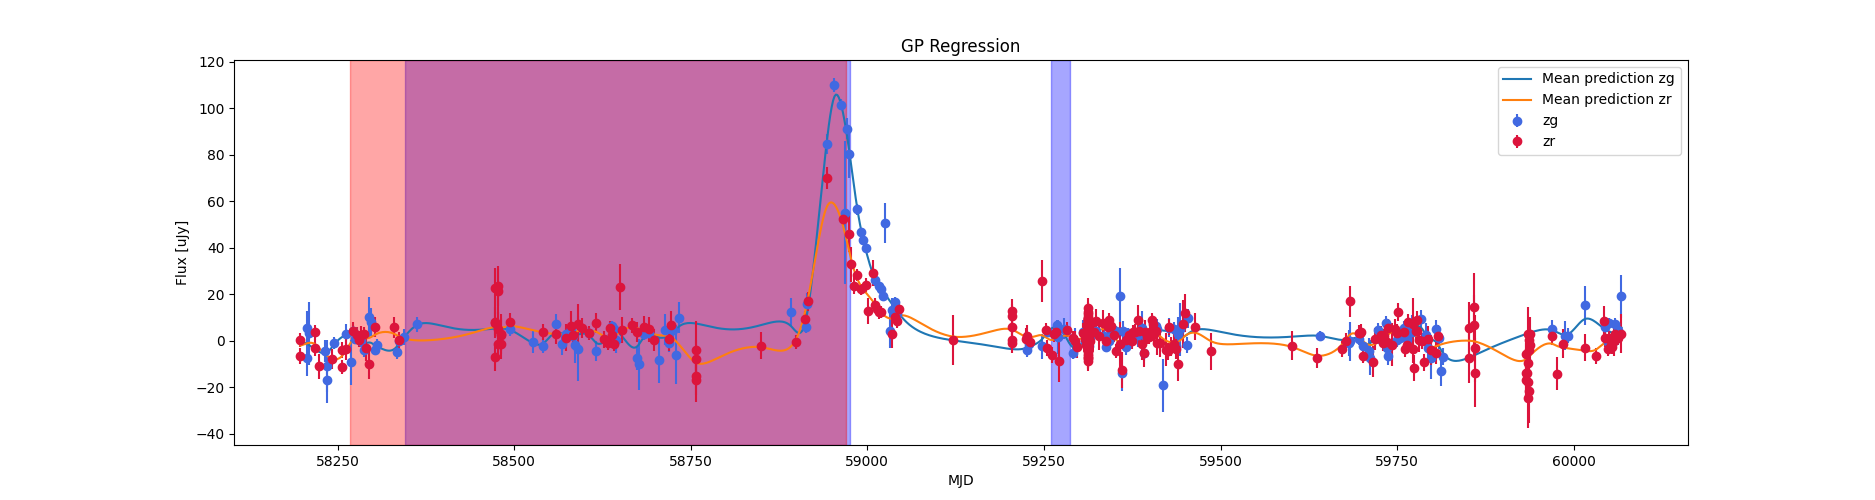 GP Regression
Flux [uJy]
120
100
80
60
40
20
0
−20
−40
Mean prediction zg
Mean prediction zr
zg
zr
58250 58500 58750 59000 59250 59500 59750 60000
MJD